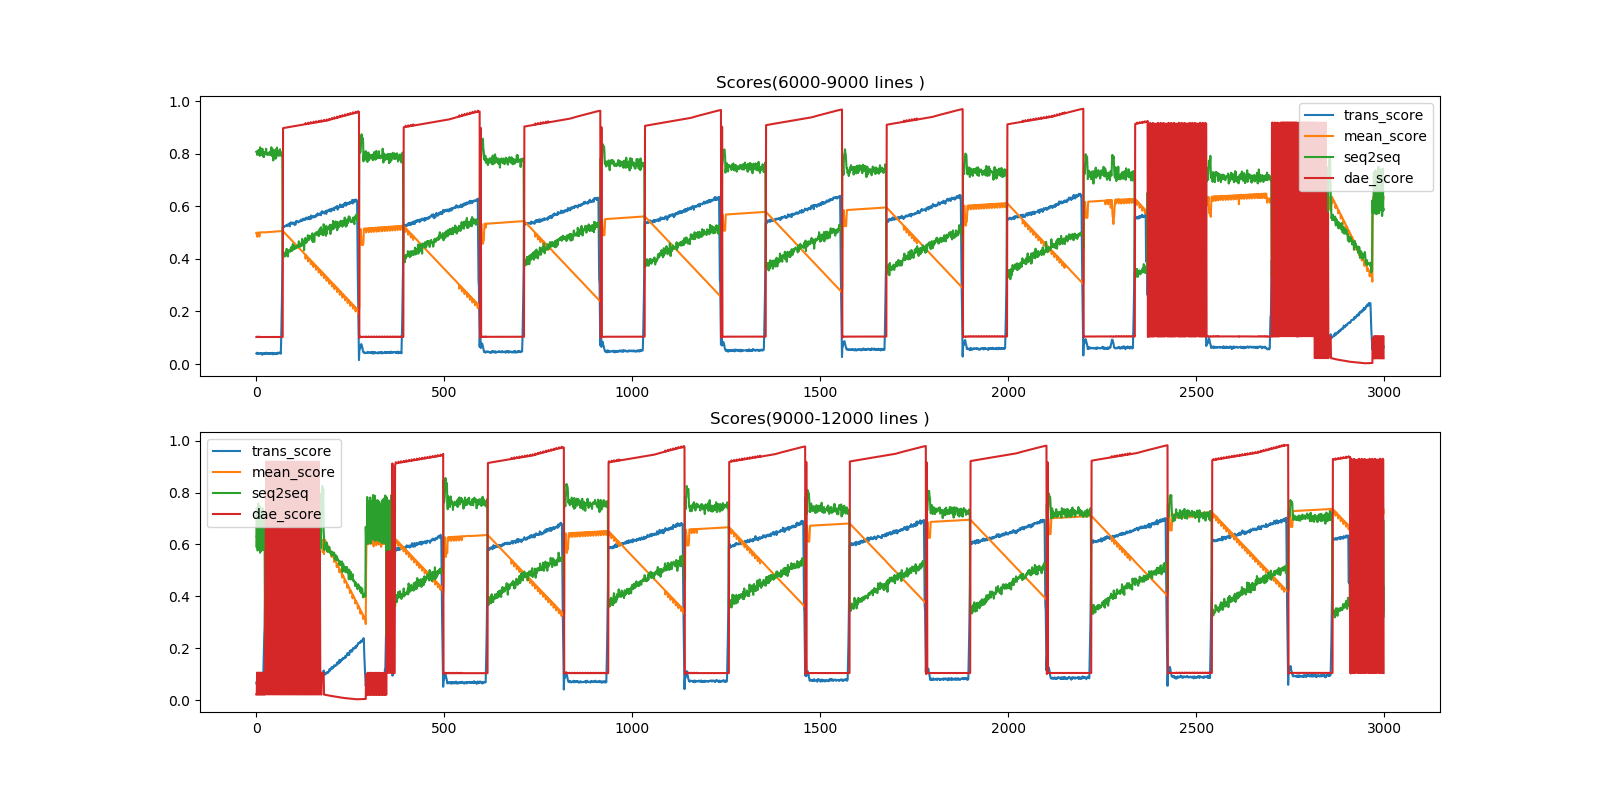 Scores(6000-9000 lines )
1.0
0.8
0.6
0.4
0.2
0.0
trans_score
mean_score
seq2seq
dae_score
0 500 1000 1500 2000 2500 3000
Scores(9000-12000 lines )
1.0
0.8
0.6
0.4
0.2
0.0
trans_score
mean_score
seq2seq
dae_score
0 500 1000 1500 2000 2500 3000